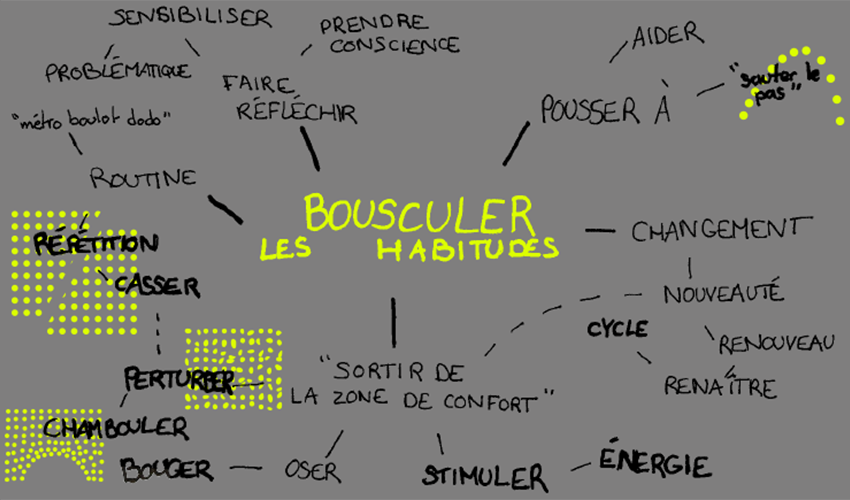 SENSIBILISER
PRENDRE
CONSCIENCE
AIDER
PROBLÉMATIQUE
FAIRE
RÉFLÉCHIR
POUSSER À
"sauter le
pas"
"métro boulot dodo"
ROUTINE
BOUSCULER
LES HABITUDES
CHANGEMENT
RÉPÉTITION
CASSER
NOUVEAUTÉ
CYCLE
RENOUVEAU
RENAÎTRE
PERTURBER
"SORTIR DE
LA ZONE DE CONFORT"
CHAMBOULER
BOUGER
OSER
STIMULER
ÉNERGIE